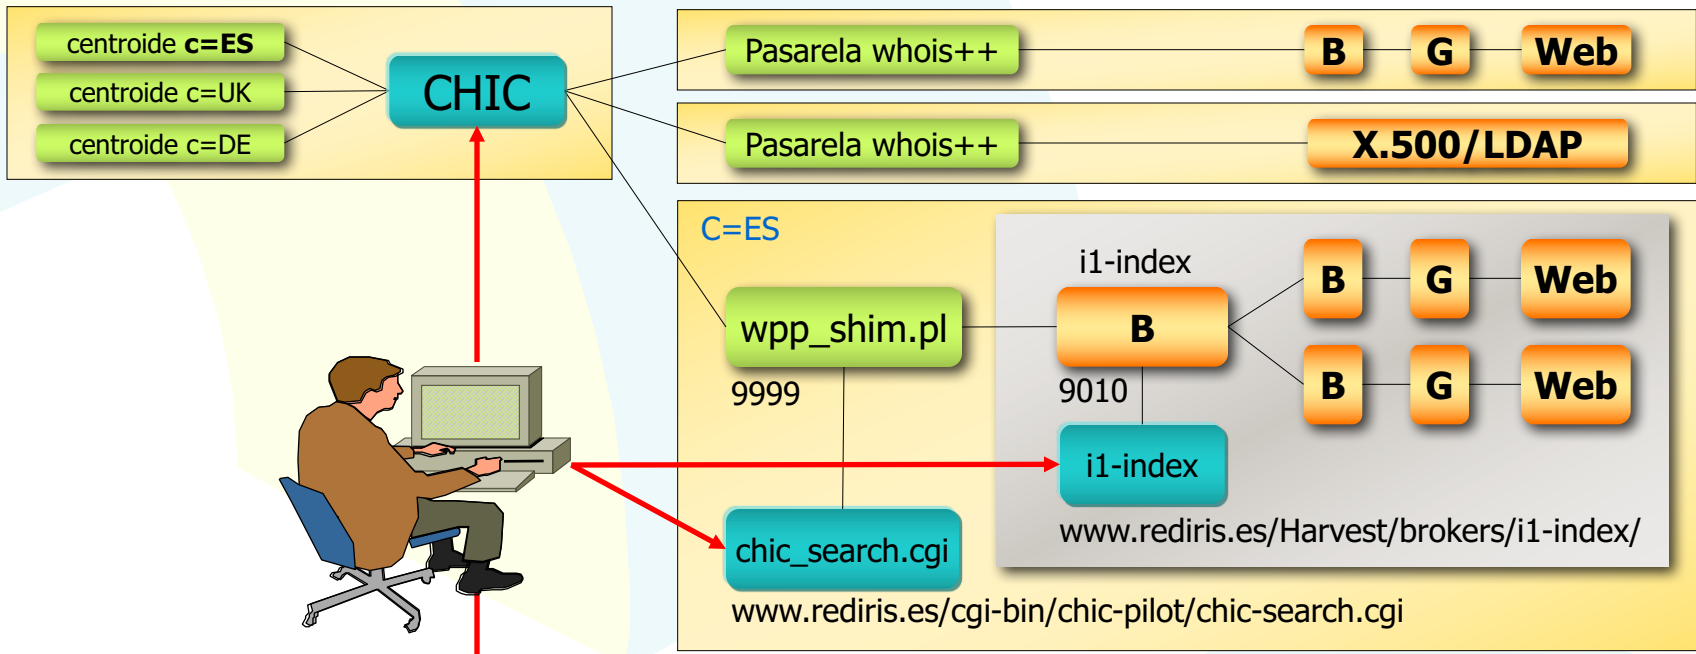 centroide c=ES
centroide c=UK
centroide c=DE
CHIC
Pasarela whois++
B
G
Web
Pasarela whois++
X.500/LDAP
C=ES
i1-index
wpp_shim.pl
9999
B
9010
B
G
Web
B
G
Web
i1-index
www.rediris.es/Harvest/brokers/i1-index/
chic_search.cgi
www.rediris.es/cgi-bin/chic-pilot/chic-search.cgi